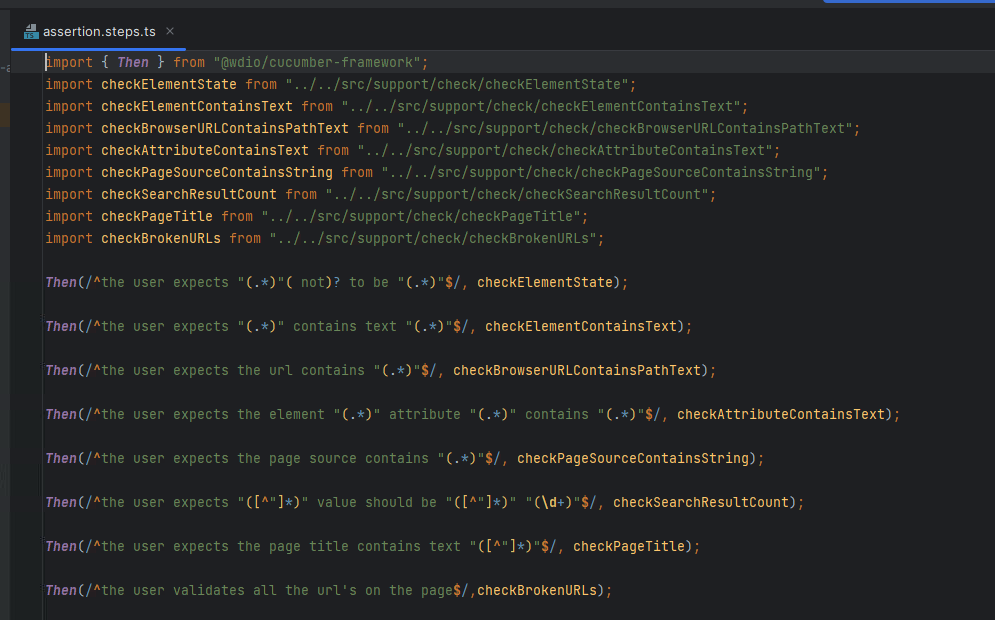 assertion.steps.ts
import { Then } from "@wdio/cucumber-framework";
import checkElementState from "../../src/support/check/checkElementState";
import checkElementContainsText from "../../src/support/check/checkElementContainsText";
import checkBrowserURLContainsPathText from "../../src/support/check/checkBrowserURLContainsPathText";
import checkAttributeContainsText from "../../src/support/check/checkAttributeContainsText";
import checkPageSourceContainsString from "../../src/support/check/checkPageSourceContainsString";
import checkSearchResultCount from "../../src/support/check/checkSearchResultCount";
import checkPageTitle from "../../src/support/check/checkPageTitle";
import checkBrokenURLs from "../../src/support/check/checkBrokenURLs";
Then(/^the user expects "(.*)"( not)? to be "(.*)"$/, checkElementState);
Then(/^the user expects "(.*)" contains text "(.*)"$/, checkElementContainsText);
Then(/^the user expects the url contains "(.*)"$/, checkBrowserURLContainsPathText);
Then(/^the user expects the element "(.*)" attribute "(.*)" contains "(.*)"$/, checkAttributeContainsText);
Then(/^the user expects the page source contains "(.*)"$/, checkPageSourceContainsString);
Then(/^the user expects "([^"]*)" value should be "([^"]*)" "(\d+)"$/, checkSearchResultCount);
Then(/^the user expects the page title contains text "([^"]*)"$/, checkPageTitle);
Then(/^the user validates all the url's on the page$/,checkBrokenURLs);